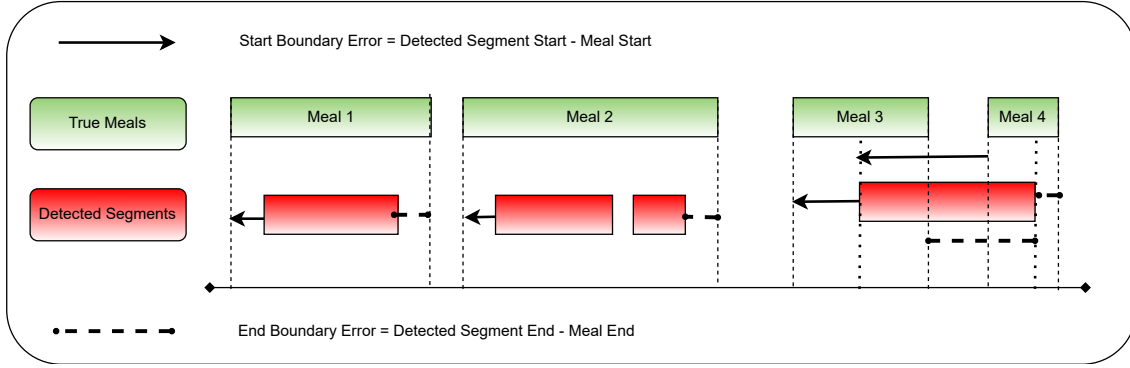 Start Boundary Error = Detected Segment Start - Meal Start
True Meals
Meal 1
Meal 2
Meal 3
Meal 4
Detected Segments
End Boundary Error = Detected Segment End - Meal End